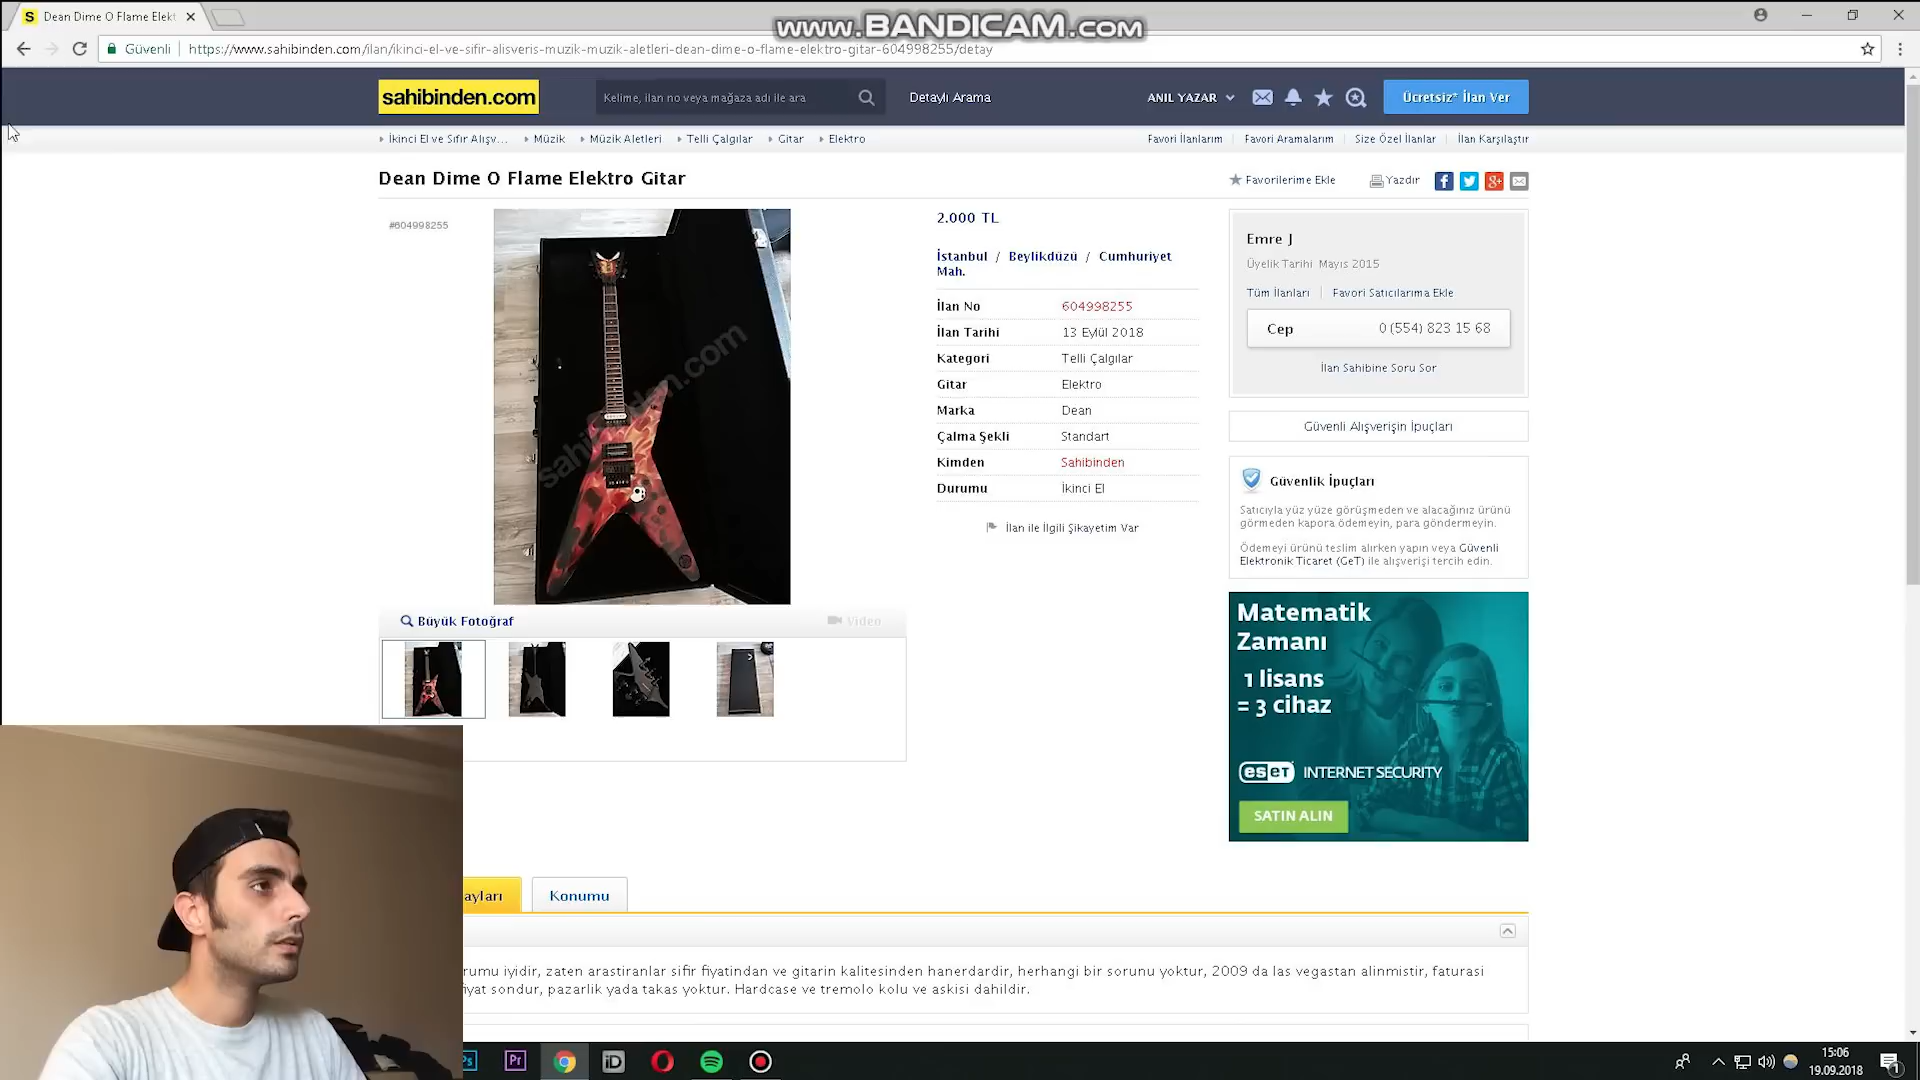 Dean Dime O Flame Elekt
www.BANDICAM.com
Güvenli https://www.sahibinden.com/ilan/ikinci-el-ve-sifir-alisveris-muzik-muzik-aletleri-dean-dime-o-flame-elektro-gitar-604998255/detay
sahibinden.com
Kelime, ilan no veya mağaza adı ile ara
Detaylı Arama
ANIL YAZAR
Ücretsiz* İlan Ver
İkinci El ve Sıfır Alışv... Müzik Müzik Aletleri Telli Çalgılar Gitar Elektro
Favori İlanlarım Favori Aramalarım Size Özel İlanlar İlan Karşılaştır
Dean Dime O Flame Elektro Gitar
Favorilerime Ekle Yazdır
#604998255
sahibinden.com
Büyük Fotoğraf
Video
2.000 TL
İstanbul / Beylikdüzü / Cumhuriyet
Mah.
İlan No 604998255
İlan Tarihi 13 Eylül 2018
Kategori Telli Çalgılar
Gitar Elektro
Marka Dean
Çalma Şekli Standart
Kimden Sahibinden
Durumu İkinci El
İlan ile İlgili Şikayetim Var
Emre J
Üyelik Tarihi Mayıs 2015
Tüm İlanları Favori Satıcılarıma Ekle
Cep 0 (554) 823 15 68
İlan Sahibine Soru Sor
Güvenli Alışverişin İpuçları
Güvenlik İpuçları
Satıcıyla yüz yüze görüşmeden ve alacağınız ürünü
görmeden kapora ödemeyin, para göndermeyin.
Ödemeyi ürünü teslim alırken yapın veya Güvenli
Elektronik Ticaret (GeT) ile alışverişi tercih edin.
Matematik
Zamanı
1 lisans
= 3 cihaz
eseT INTERNET SECURITY
SATIN ALIN
ayları
Konumu
rumu iyidir, zaten arastiranlar sifir fiyatindan ve gitarin kalitesinden hanerdardir, herhangi bir sorunu yoktur, 2009 da las vegastan alinmistir, faturasi
fiyat sondur, pazarlik yada takas yoktur. Hardcase ve tremolo kolu ve askisi dahildir.
Ps Pr
15:06
19.09.2018
1